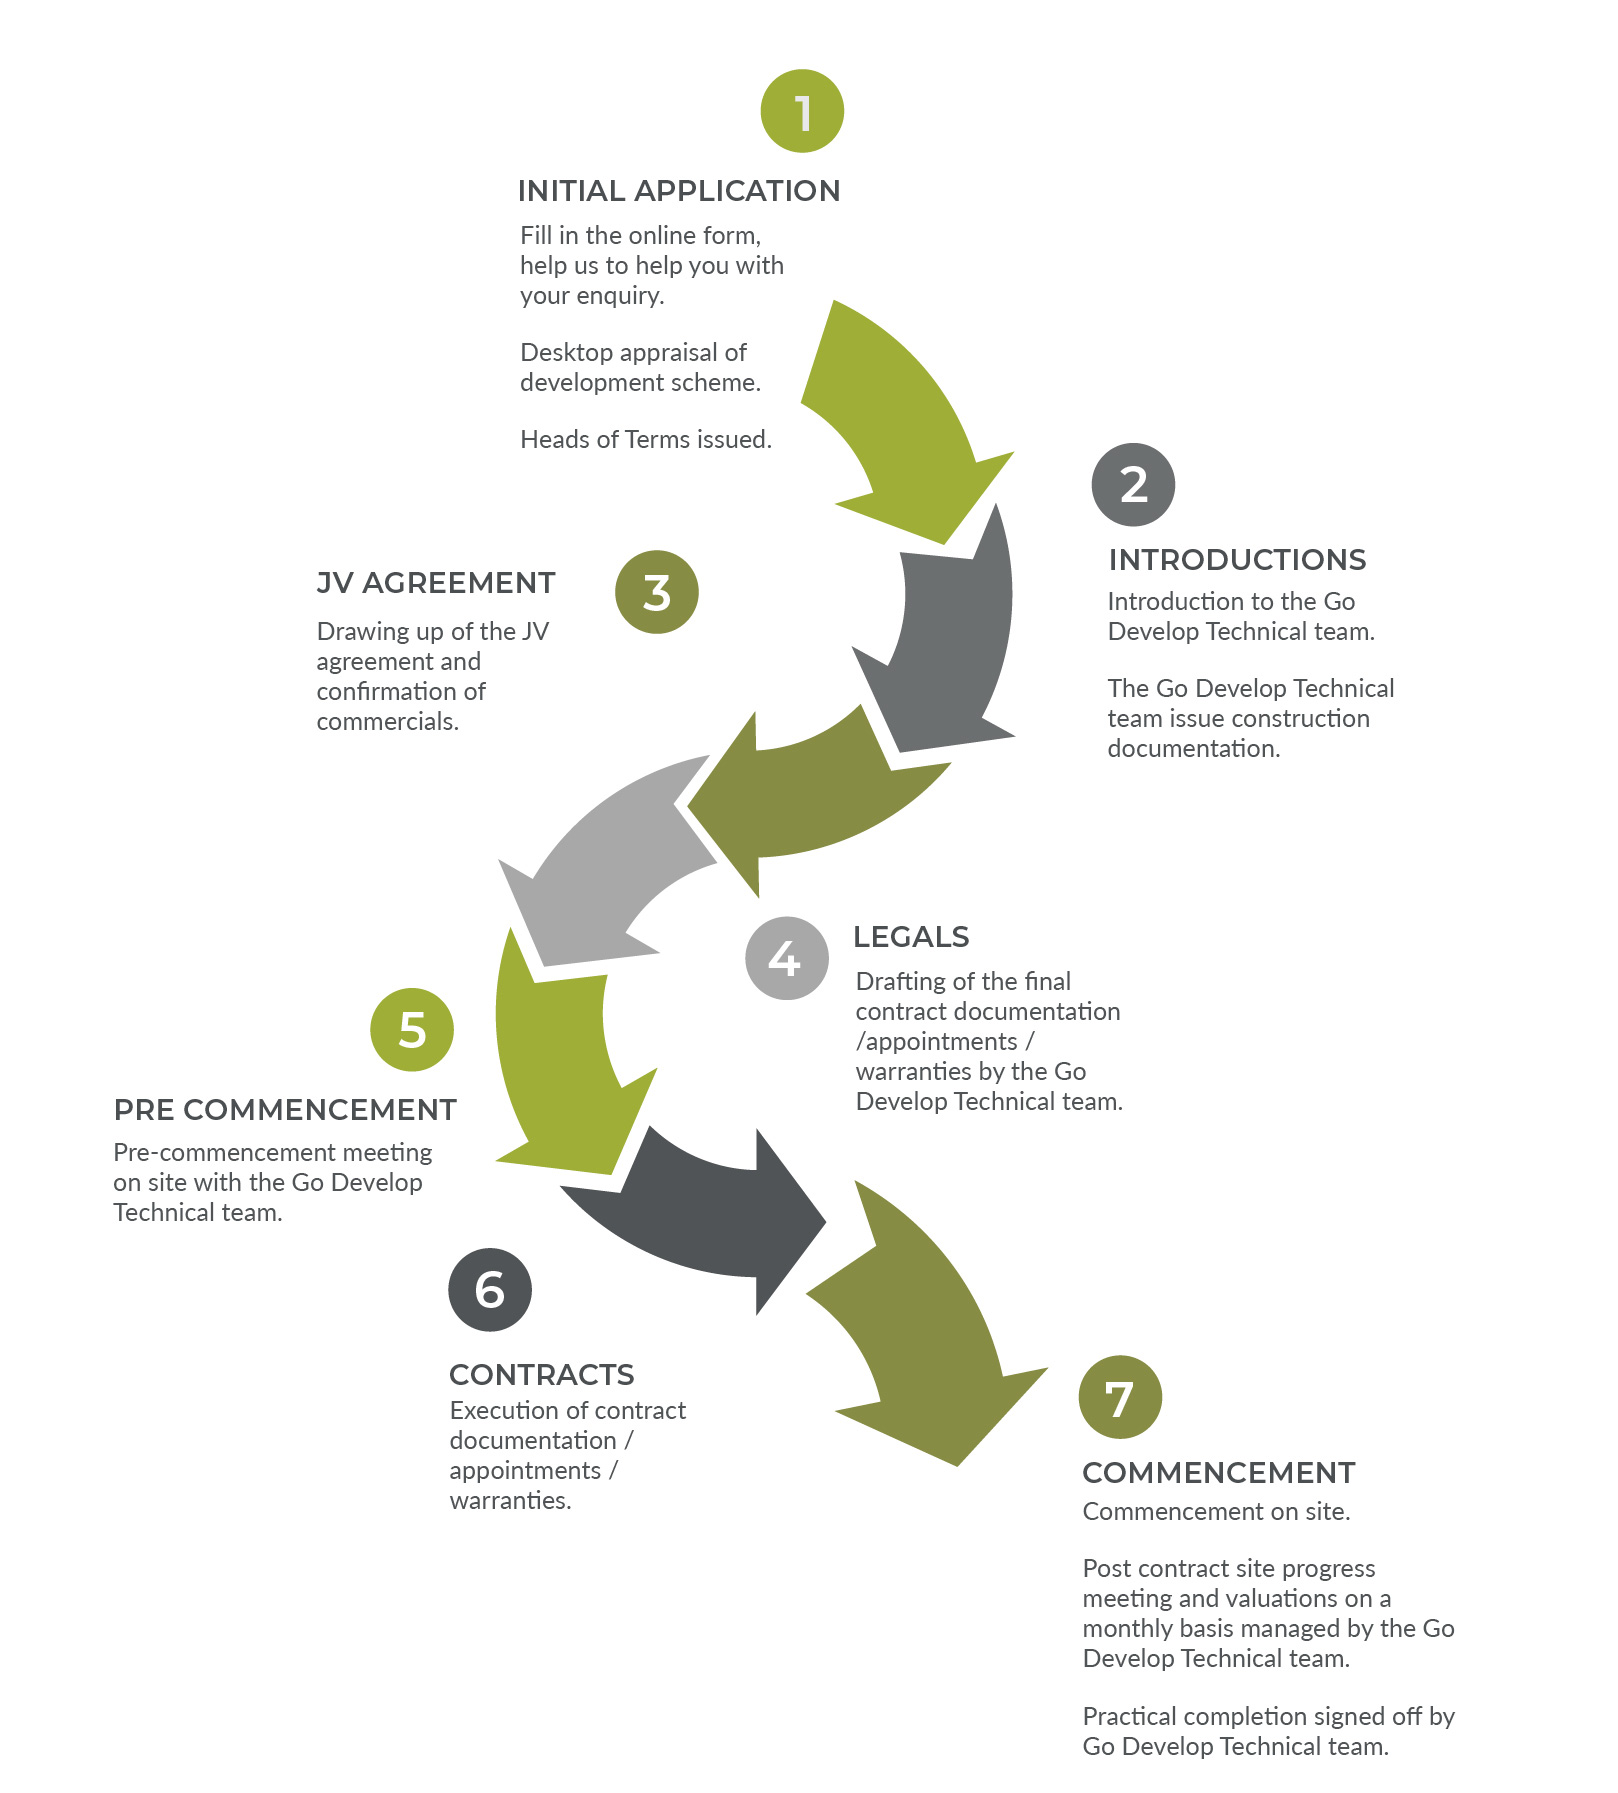 1
INITIAL APPLICATION
Fill in the online form,
help us to help you with
your enquiry.
Desktop appraisal of
development scheme.
Heads of Terms issued.
2
INTRODUCTIONS
Introduction to the Go
Develop Technical team.
The Go Develop Technical
team issue construction
documentation.
3
JV AGREEMENT
Drawing up of the JV
agreement and
confirmation of
commercials.
4
LEGALS
Drafting of the final
contract documentation
/appointments /
warranties by the Go
Develop Technical team.
5
PRE COMMENCEMENT
Pre-commencement meeting
on site with the Go Develop
Technical team.
6
CONTRACTS
Execution of contract
documentation /
appointments /
warranties.
7
COMMENCEMENT
Commencement on site.
Post contract site progress
meeting and valuations on a
monthly basis managed by the Go
Develop Technical team.
Practical completion signed off by
Go Develop Technical team.